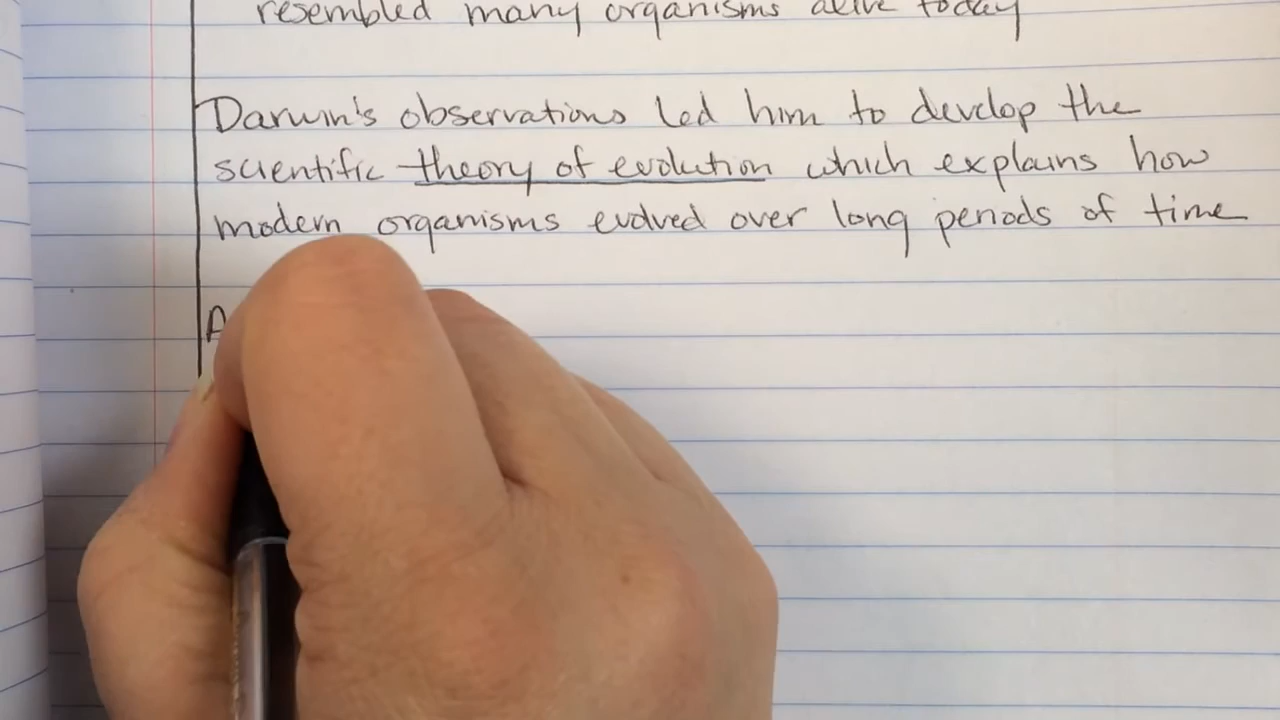 resembled many organisms alive today
Darwin's observations led him to develop the
scientific theory of evolution which explains how
modern organisms evolved over long periods of time
A